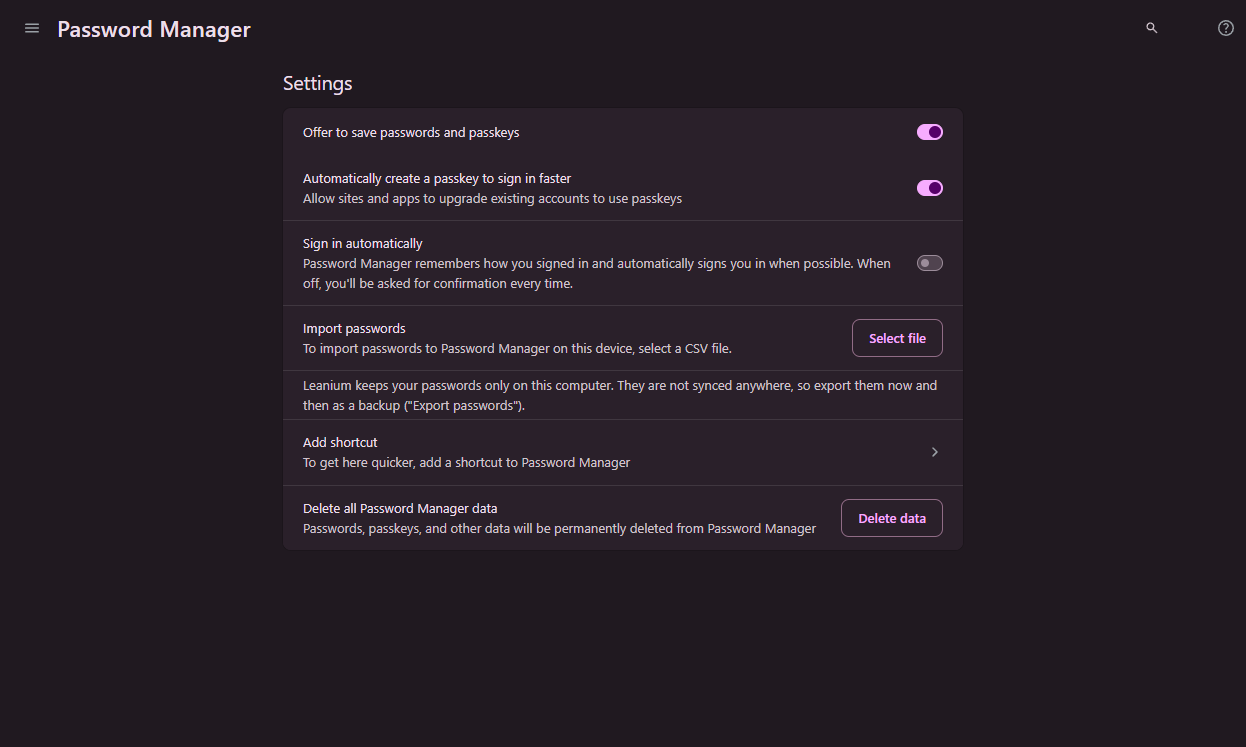 Password Manager
Settings
Offer to save passwords and passkeys
Automatically create a passkey to sign in faster
Allow sites and apps to upgrade existing accounts to use passkeys
Sign in automatically
Password Manager remembers how you signed in and automatically signs you in when possible. When
off, you'll be asked for confirmation every time.
Import passwords
To import passwords to Password Manager on this device, select a CSV file.
Select file
Leanium keeps your passwords only on this computer. They are not synced anywhere, so export them now and
then as a backup ("Export passwords").
Add shortcut
To get here quicker, add a shortcut to Password Manager
Delete all Password Manager data
Passwords, passkeys, and other data will be permanently deleted from Password Manager
Delete data